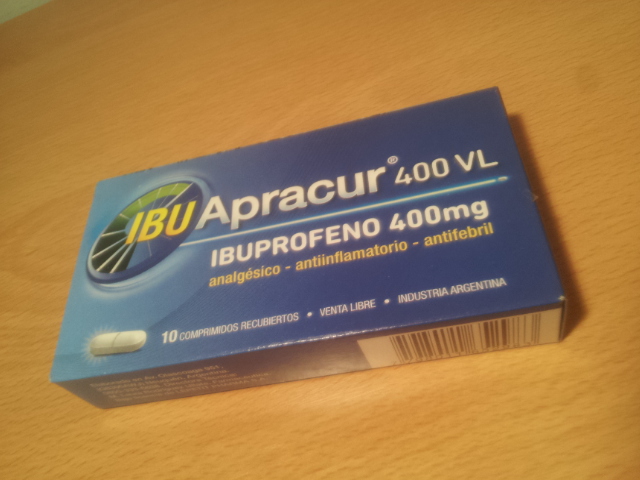 IBU Apracur® 400 VL
IBUPROFENO 400mg
analgésico - antiinflamatorio - antifebril
10 COMPRIMIDOS RECUBIERTOS • VENTA LIBRE • INDUSTRIA ARGENTINA